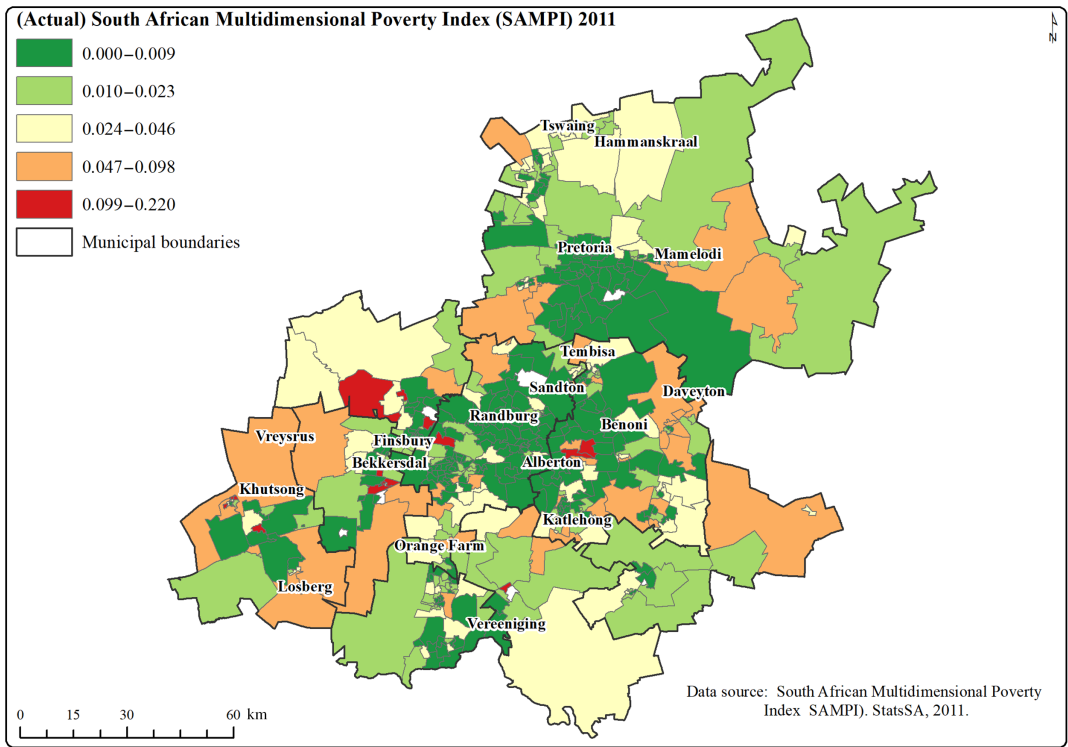 (Actual) South African Multidimensional Poverty Index (SAMPI) 2011
0.000–0.009
0.010–0.023
0.024–0.046
0.047–0.098
0.099–0.220
Municipal boundaries
N
Tswaing
Hammanskraal
Pretoria
Mamelodi
Tembisa
Sandton
Daveyton
Randburg
Benoni
Vreysrus
Finsbury
Bekkersdal
Alberton
Khutsong
Katlehong
Orange Farm
Losberg
Vereeniging
Data source: South African Multidimensional Poverty
Index SAMPI). StatsSA, 2011.
0 15 30 60 km